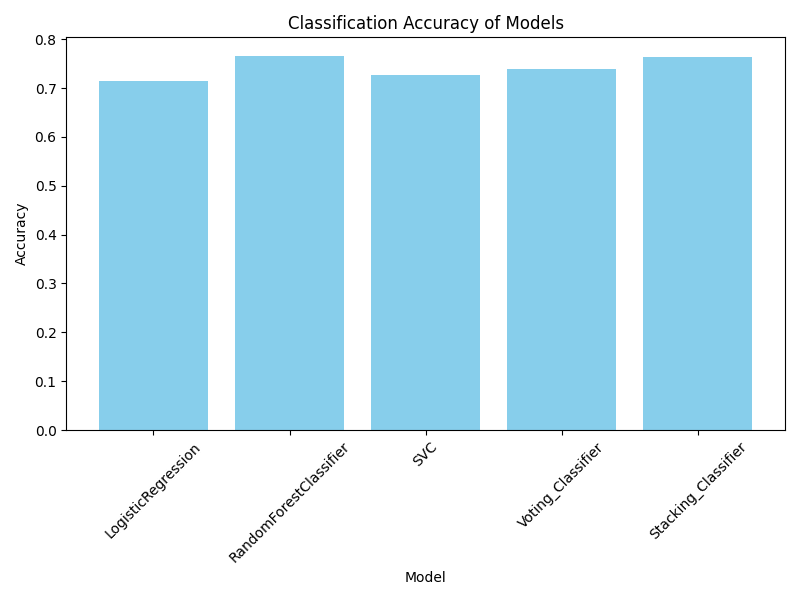 Classification Accuracy of Models
0.8
0.7
0.6
0.5
0.4
0.3
0.2
0.1
0.0
Accuracy
LogisticRegression
RandomForestClassifier
SVC
Voting_Classifier
Stacking_Classifier
Model